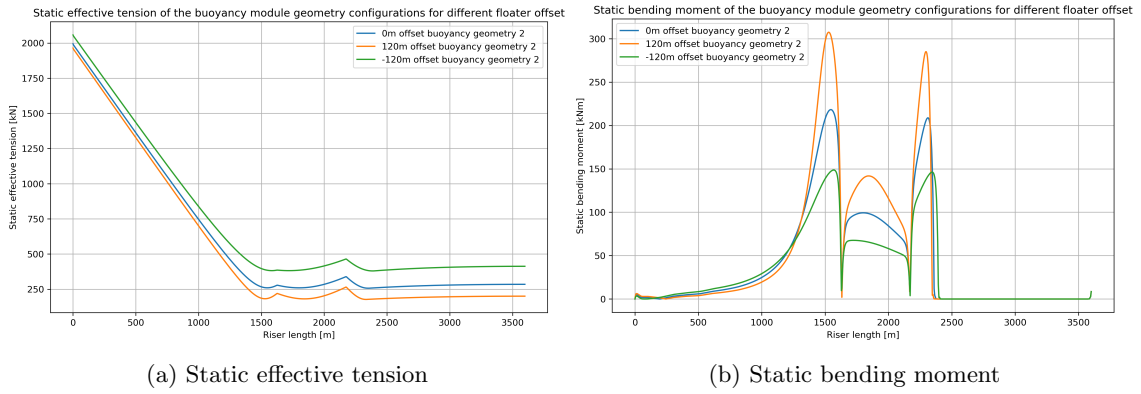 Static effective tension of the buoyancy module geometry configurations for different floater offset
0m offset buoyancy geometry 2
120m offset buoyancy geometry 2
-120m offset buoyancy geometry 2
Static effective tension [kN]
2000
1750
1500
1250
1000
750
500
250
0 500 1000 1500 2000 2500 3000 3500
Riser length [m]
(a) Static effective tension
Static bending moment of the buoyancy module geometry configurations for different floater offset
0m offset buoyancy geometry 2
120m offset buoyancy geometry 2
-120m offset buoyancy geometry 2
Static bending moment [kNm]
300
250
200
150
100
50
0
0 500 1000 1500 2000 2500 3000 3500
Riser length [m]
(b) Static bending moment